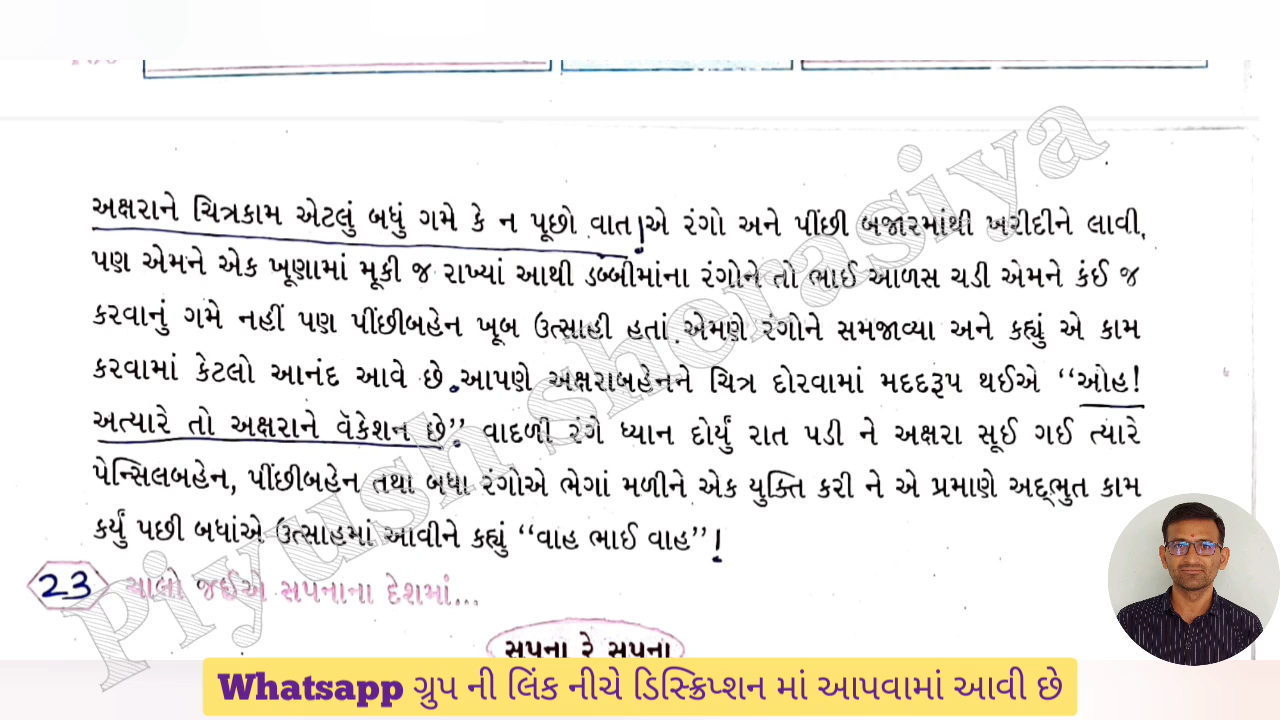 અક્ષરાને ચિત્રકામ એટલું બધું ગમે કે ન પૂછો વાત! એ રંગો અને પીંછી બજારમાંથી ખરીદીને લાવી.
પણ એમને એક ખૂણામાં મૂકી જ રાખ્યાં આથી ડબ્બીમાંના રંગોને તો ભાઈ આળસ ચડી એમને કંઈ જ
કરવાનું ગમે નહીં પણ પીંછીબહેન ખૂબ ઉત્સાહી હતાં.એમણે રંગોને સમજાવ્યા અને કહ્યું એ કામ
કરવામાં કેટલો આનંદ આવે છે.આપણે અક્ષરાબહેનને ચિત્ર દોરવામાં મદદરૂપ થઈએ “ઓહ!
અત્યારે તો અક્ષરાને વૅકેશન છે”. વાદળી રંગે ધ્યાન દોર્યું રાત પડી ને અક્ષરા સૂઈ ગઈ ત્યારે
પેન્સિલબહેન, પીંછીબહેન તથા બધા રંગોએ ભેગાં મળીને એક યુક્તિ કરી ને એ પ્રમાણે અદ્ભુત કામ
કર્યું પછી બધાંએ ઉત્સાહમાં આવીને કહ્યું “વાહ ભાઈ વાહ”!
23 ચાલો જઈએ સપનાના દેશમાં...
સપના રે સપના
Piyush sherasiya
Whatsapp ગ્રુપ ની લિંક નીચે ડિસ્ક્રિપ્શન માં આપવામાં આવી છે